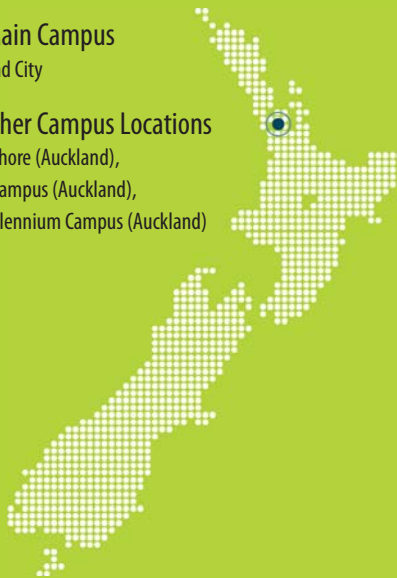 ain Campus
d City
her Campus Locations
hore (Auckland),
ampus (Auckland),
lennium Campus (Auckland)